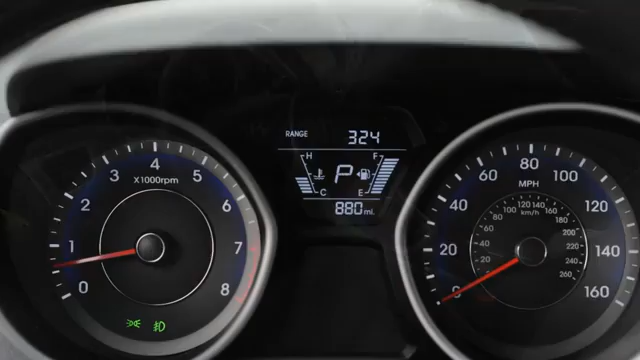 RANGE 324
H F
P
C E
880 mi.
X1000rpm
0 1 2 3 4 5 6 7 8
MPH
0 20 40 60 80 100 120 140 160
km/h
20 40 60 80 100 120 140 160 180 200 220 240 260